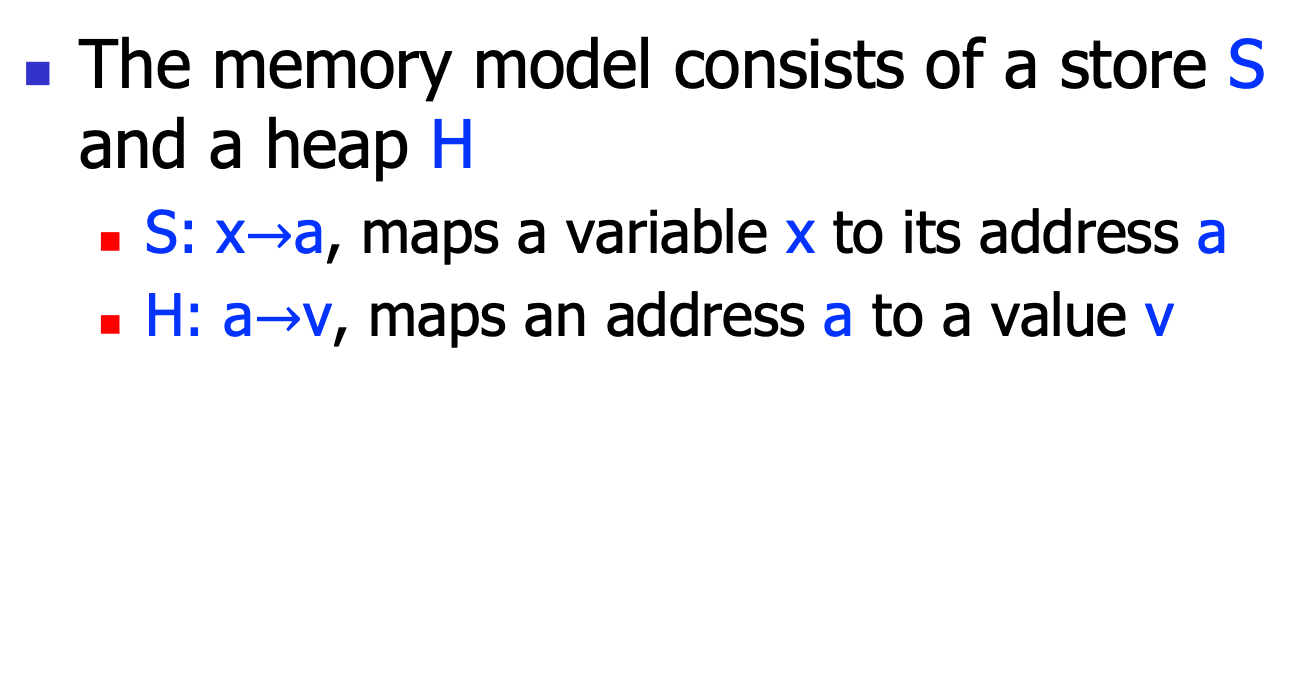 The memory model consists of a store S
and a heap H
S: x→a, maps a variable x to its address a
H: a→v, maps an address a to a value v